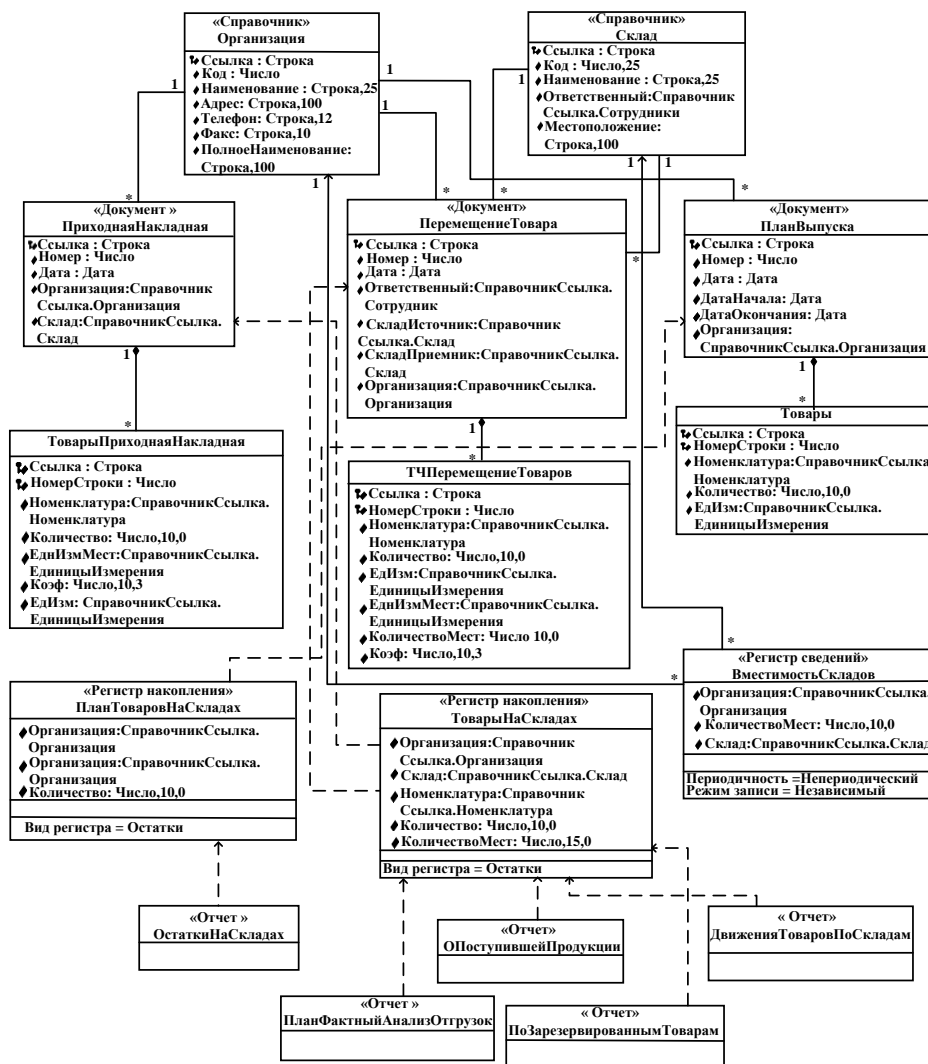 «Справочник»
Организация
Ссылка : Строка
Код : Число
Наименование : Строка,25
Адрес: Строка,100
Телефон: Строка,12
Факс: Строка,10
ПолноеНаименование:
Строка,100
«Справочник»
Склад
Ссылка : Строка
Код : Число,25
Наименование : Строка,25
Ответственный:Справочник
Ссылка.Сотрудники
Местоположение:
Строка,100
1
1
1
1
1
1
1
*
*
*
*
*
«Документ »
ПриходнаяНакладная
Ссылка : Строка
Номер : Число
Дата : Дата
Организация:Справочник
Ссылка.Организация
Склад:СправочникСсылка.
Склад
«Документ»
ПеремещениеТовара
Ссылка : Строка
Номер : Число
Дата : Дата
Ответственный:СправочникСсылка.
Сотрудник
СкладИсточник:Справочник
Ссылка.Склад
СкладПриемник:СправочникСсылка.
Склад
Организация:СправочникСсылка.
Организация
«Документ»
ПланВыпуска
Ссылка : Строка
Номер : Число
Дата : Дата
ДатаНачала: Дата
ДатаОкончания: Дата
Организация:
СправочникСсылка.Организация
1
*
1
*
1
*
ТоварыПриходнаяНакладная
Ссылка : Строка
НомерСтроки : Число
Номенклатура:СправочникСсылка.
Номенклатура
Количество: Число,10,0
ЕднИзмМест:СправочникСсылка.
ЕдиницыИзмерения
Коэф: Число,10,3
ЕдИзм: СправочникСсылка.
ЕдиницыИзмерения
ТЧПеремещениеТоваров
Ссылка : Строка
НомерСтроки : Число
Номенклатура:СправочникСсылка.
Номенклатура
Количество: Число,10,0
ЕдИзм:СправочникСсылка.
ЕдиницыИзмерения
ЕднИзмМест:СправочникСсылка.
ЕдиницыИзмерения
КоличествоМест: Число 10,0
Коэф: Число,10,3
Товары
Ссылка : Строка
НомерСтроки : Число
Номенклатура:СправочникСсылка.
Номенклатура
Количество: Число,10,0
ЕдИзм:СправочникСсылка.
ЕдиницыИзмерения
*
*
«Регистр накопления»
ПланТоваровНаСкладах
Организация:СправочникСсылка.
Организация
Организация:СправочникСсылка.
Организация
Количество: Число,10,0
Вид регистра = Остатки
«Регистр накопления»
ТоварыНаСкладах
Организация:Справочник
Ссылка.Организация
Склад:СправочникСсылка.Склад
Номенклатура:Справочник
Ссылка.Номенклатура
Количество: Число,10,0
КоличествоМест: Число,15,0
Вид регистра = Остатки
«Регистр сведений»
ВместимостьСкладов
Организация:СправочникСсылка.
Организация
КоличествоМест: Число,10,0
Склад:СправочникСсылка.Склад
Периодичность =Непериодический
Режим записи = Независимый
«Отчет »
ОстаткиНаСкладах
«Отчет»
ОПоступившейПродукции
« Отчет»
ДвиженияТоваровПоСкладам
«Отчет »
ПланФактныйАнализОтгрузок
« Отчет»
ПоЗарезервированнымТоварам